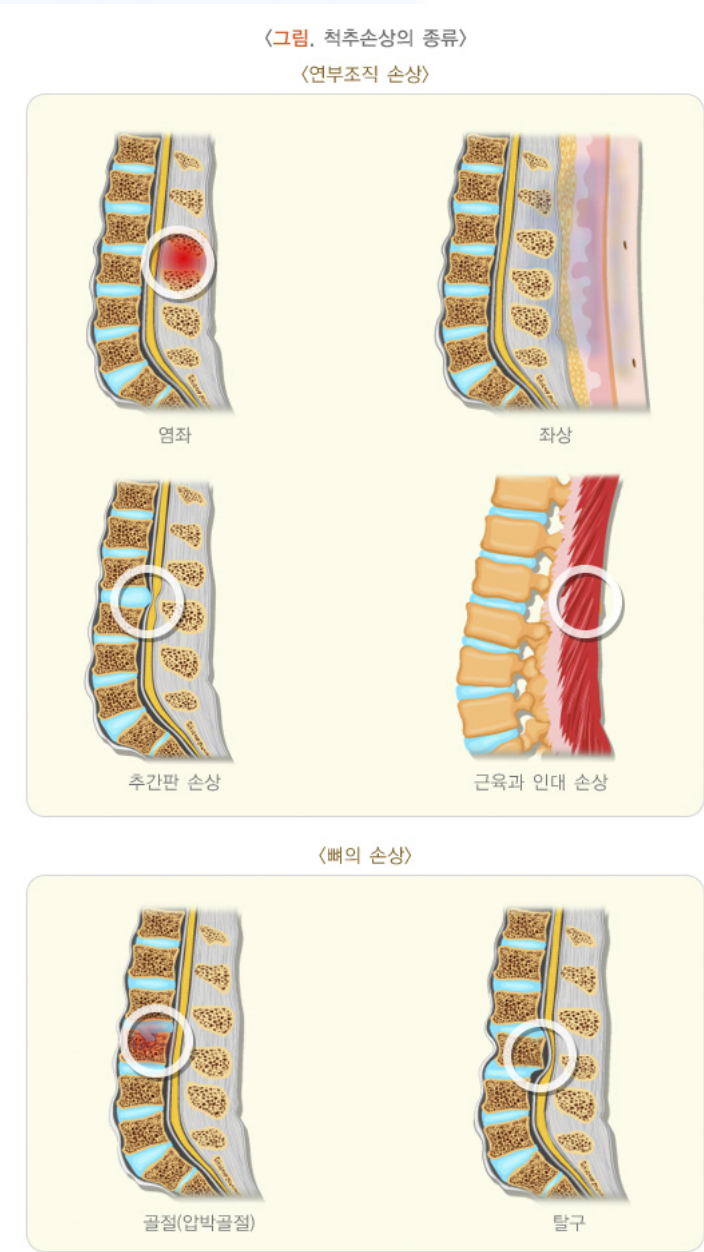 〈그림. 척추손상의 종류〉
〈연부조직 손상〉
염좌
좌상
추간판 손상
근육과 인대 손상
〈뼈의 손상〉
골절(압박골절)
탈구